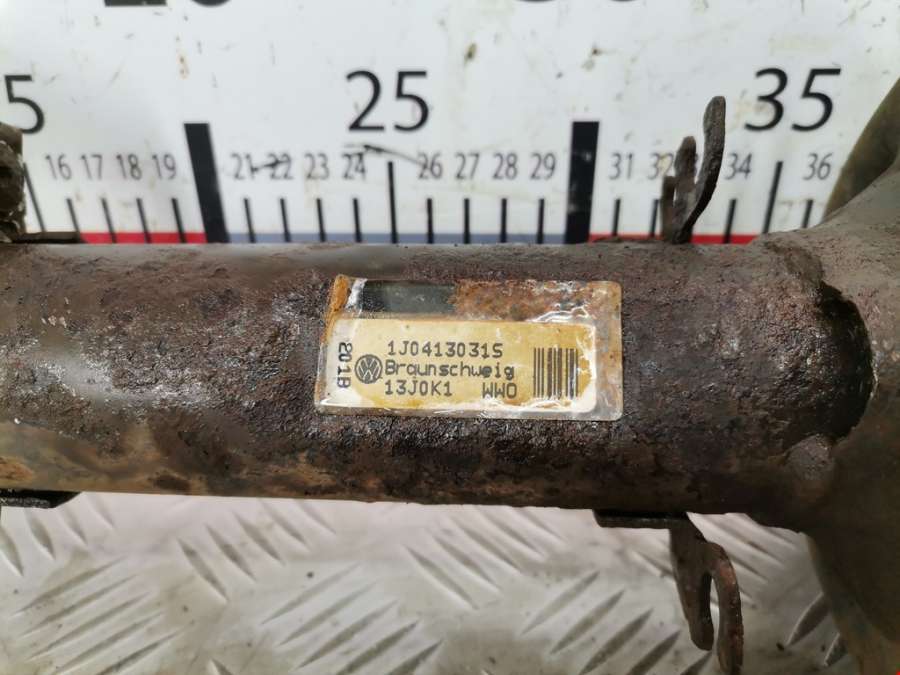 5 25 35
16 17 18 19 21 22 23 24 26 27 28 29 31 32 34 36
201B
1J0413031S
Braunschweig
13J0K1 WWO